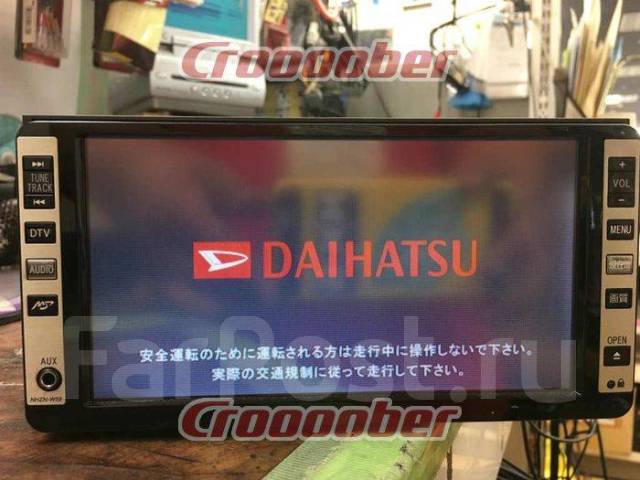 Croooober
TUNE
TRACK
DTV
AUDIO
AUX
NHZN-W59
DAIHATSU
安全運転のために運転される方は走行中に操作しないで下さい。
実際の交通規制に従って走行して下さい。
+
VOL
-
MENU
画質
OPEN
FarPost.ru
Croooober